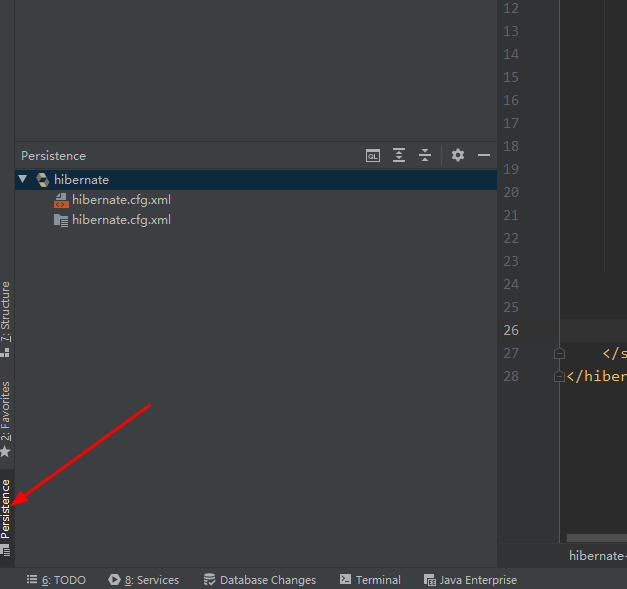 12
13
14
15
16
17
18
19
20
21
22
23
24
25
26
27
28
</s
</hiber
Persistence
QL
hibernate
hibernate.cfg.xml
hibernate.cfg.xml
7: Structure
2: Favorites
Persistence
hibernate-
6: TODO
8: Services
Database Changes
Terminal
Java Enterprise